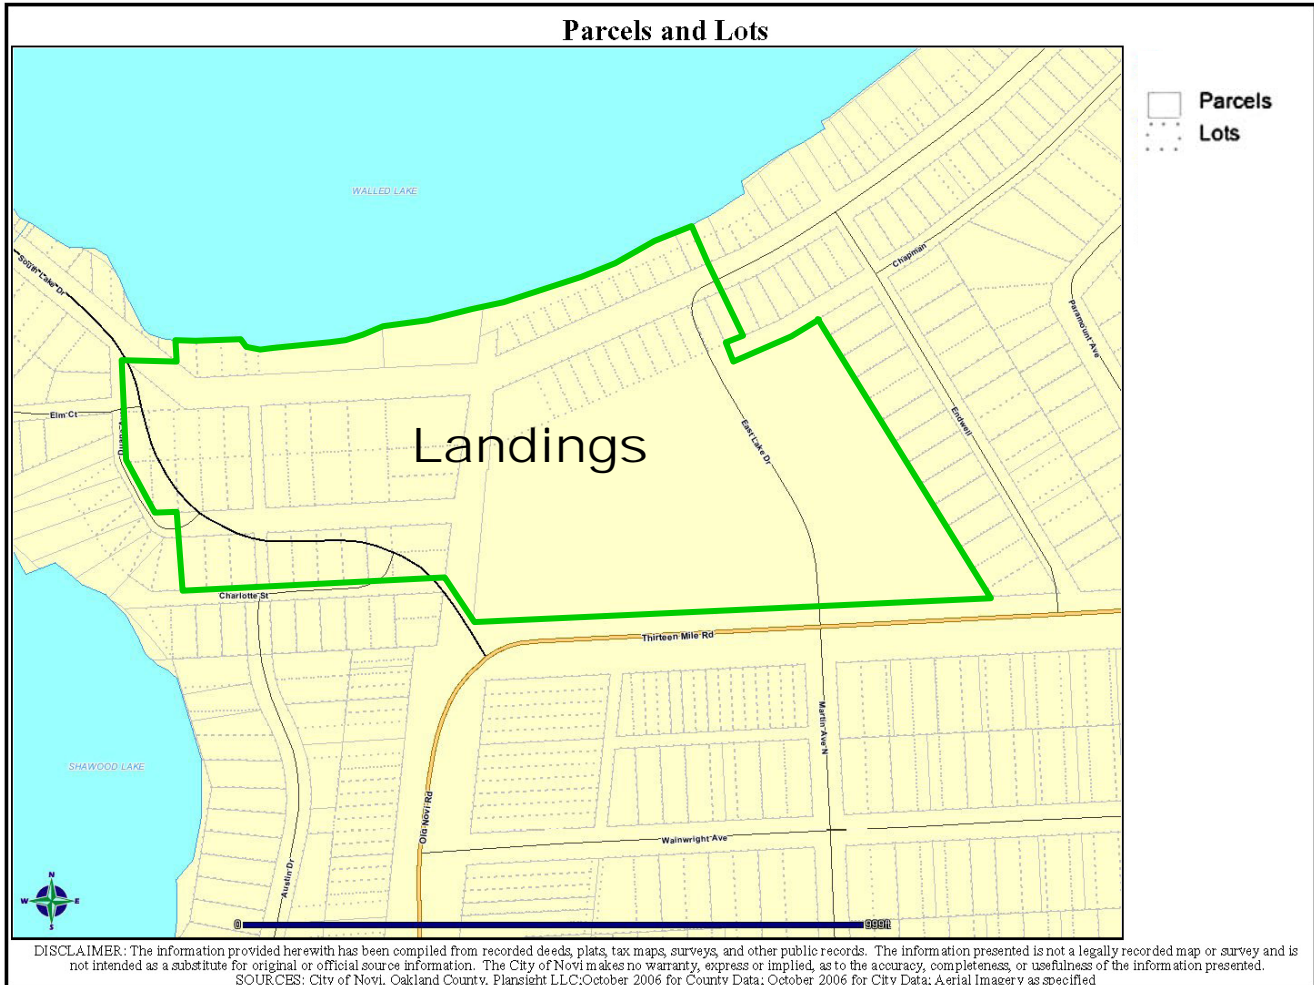 Parcels and Lots
Parcels
Lots
WALLED LAKE
South Lake Dr
Chapman
Paramount Ave
Elm Ct
Landings
East Lake Dr
Endwell
Charlotte St
Thirteen Mile Rd
Martin Ave N
SHAWOOD LAKE
Old Novi Rd
Wainwright Ave
Austin Dr
N
W E
S
0 999ft
DISCLAIMER: The information provided herewith has been compiled from recorded deeds, plats, tax maps, surveys, and other public records. The information presented is not a legally recorded map or survey and is
not intended as a substitute for original or official source information. The City of Novi makes no warranty, express or implied, as to the accuracy, completeness, or usefulness of the information presented.
SOURCES: City of Novi, Oakland County, Plansight LLC;October 2006 for County Data; October 2006 for City Data; Aerial Imagery as specified